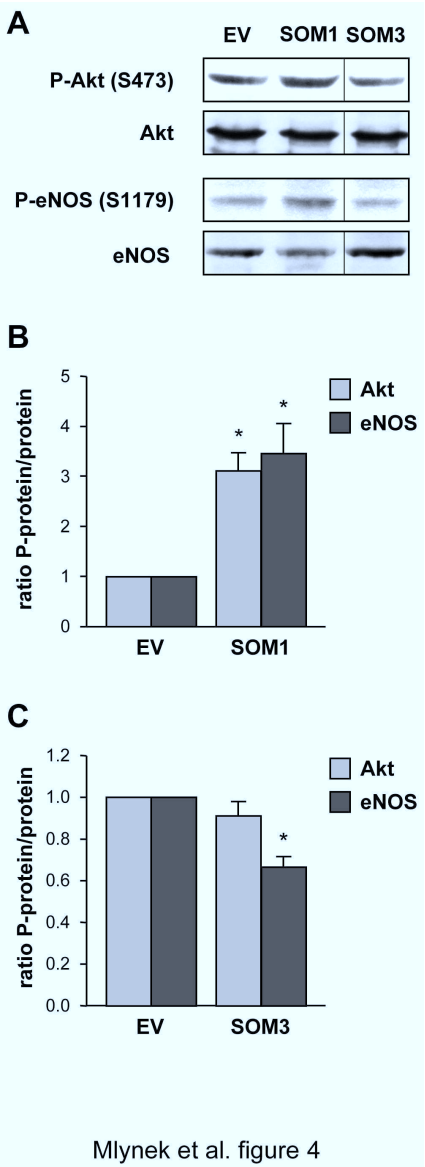 A
EV SOM1 SOM3
P-Akt (S473)
Akt
P-eNOS (S1179)
eNOS
B
ratio P-protein/protein
5
4
3
2
1
0
* *
Akt
eNOS
EV SOM1
C
ratio P-protein/protein
1.2
1.0
0.8
0.6
0.4
0.2
0.0
*
Akt
eNOS
EV SOM3
Mlynek et al. figure 4